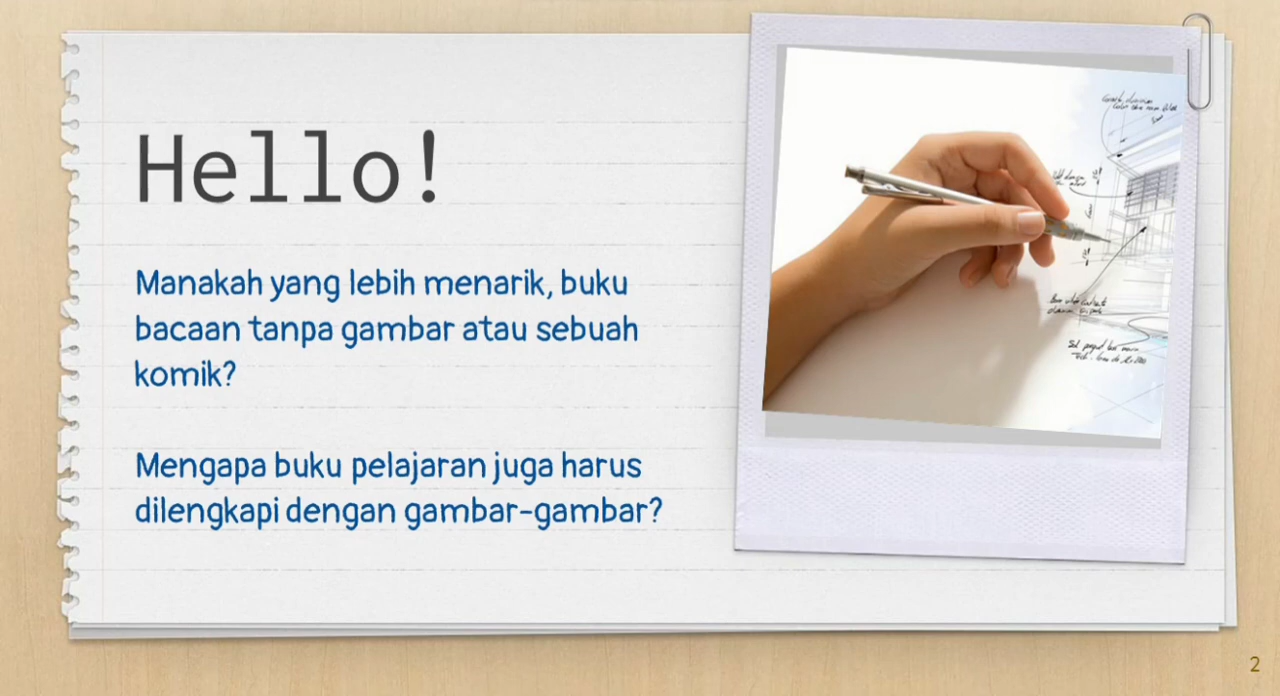 Hello!
Manakah yang lebih menarik, buku
bacaan tanpa gambar atau sebuah
komik?
Mengapa buku pelajaran juga harus
dilengkapi dengan gambar-gambar?
2